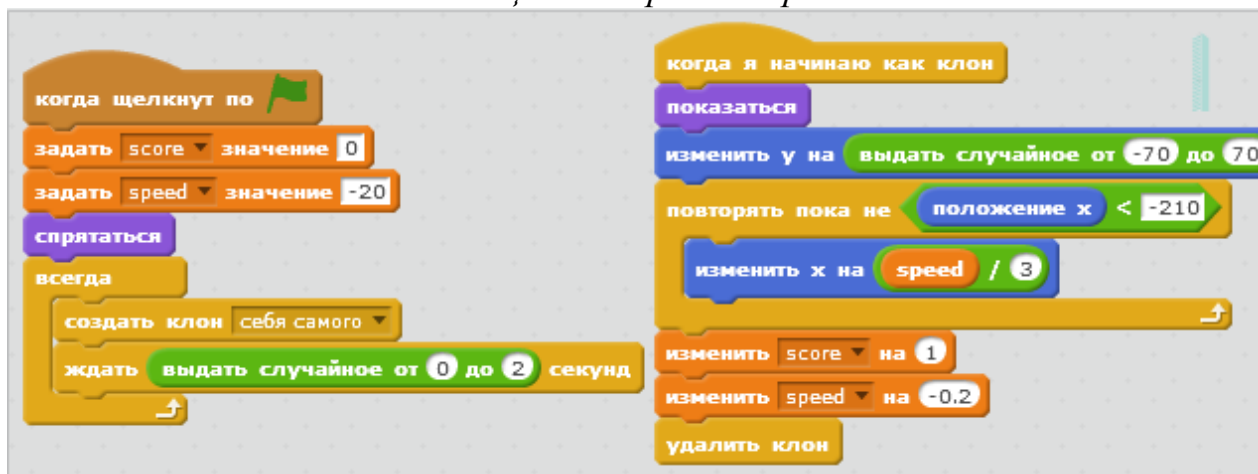 когда щелкнут по
задать score значение 0
задать speed значение -20
спрятаться
всегда
создать клон себя самого
ждать выдать случайное от 0 до 2 секунд
когда я начинаю как клон
показаться
изменить y на выдать случайное от -70 до 70
повторять пока не положение x < -210
изменить x на speed / 3
изменить score на 1
изменить speed на -0.2
удалить клон